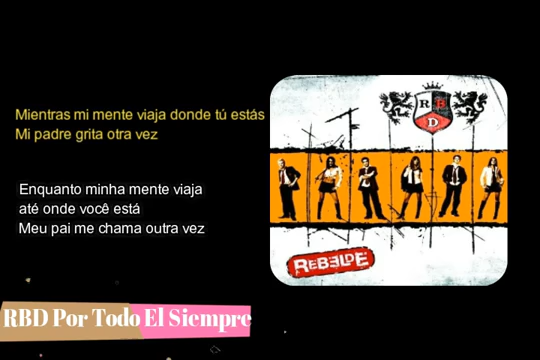 Mientras mi mente viaja donde tú estás
Mi padre grita otra vez
Enquanto minha mente viaja
até onde você está
Meu pai me chama outra vez
R B
D
REBELDE
RBD Por Todo El Siempre